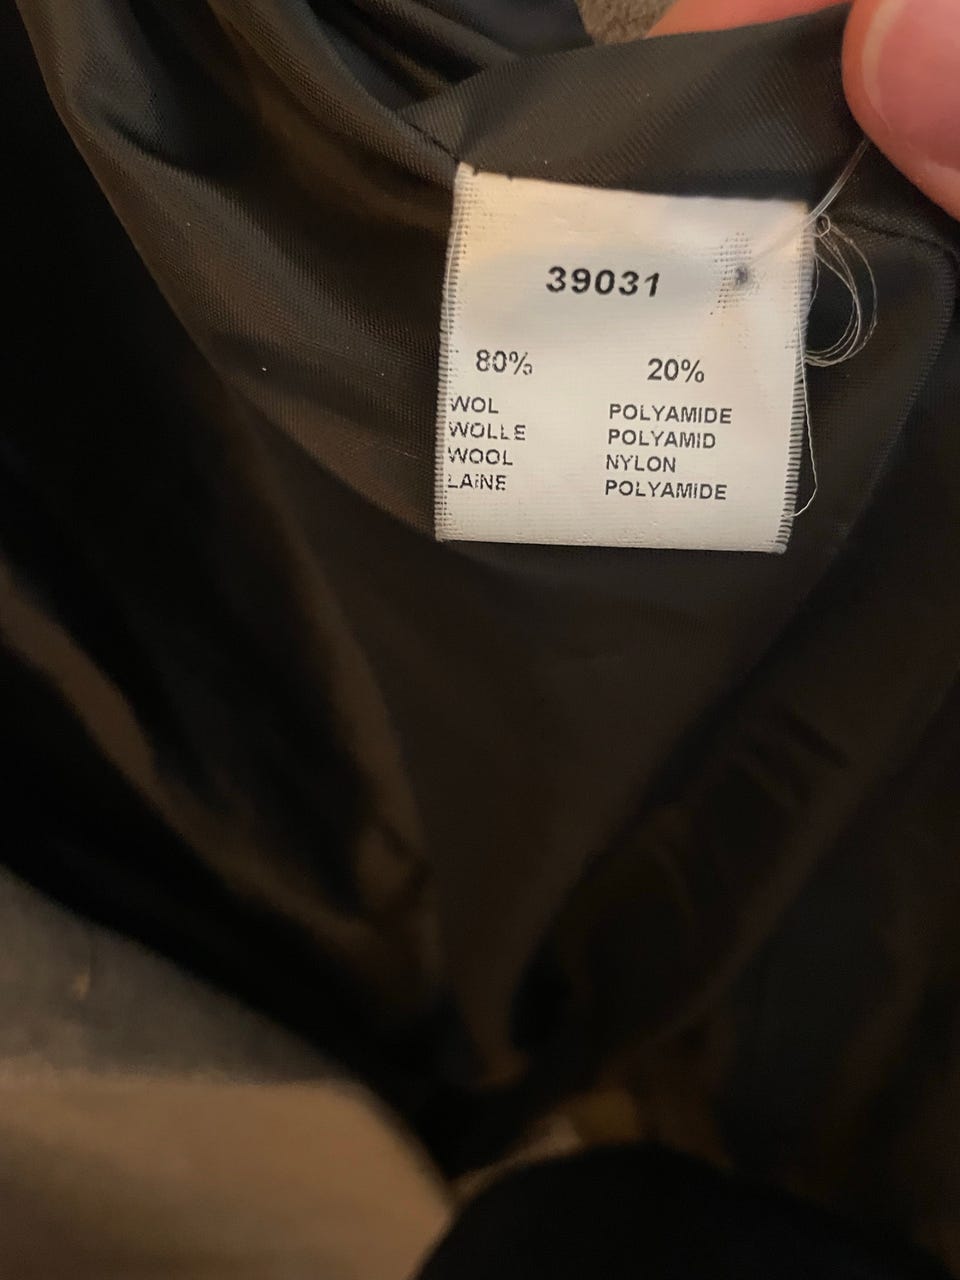 39031
80% 20%
WOL POLYAMIDE
WOLLE POLYAMID
WOOL NYLON
LAiNE POLYAMiDE